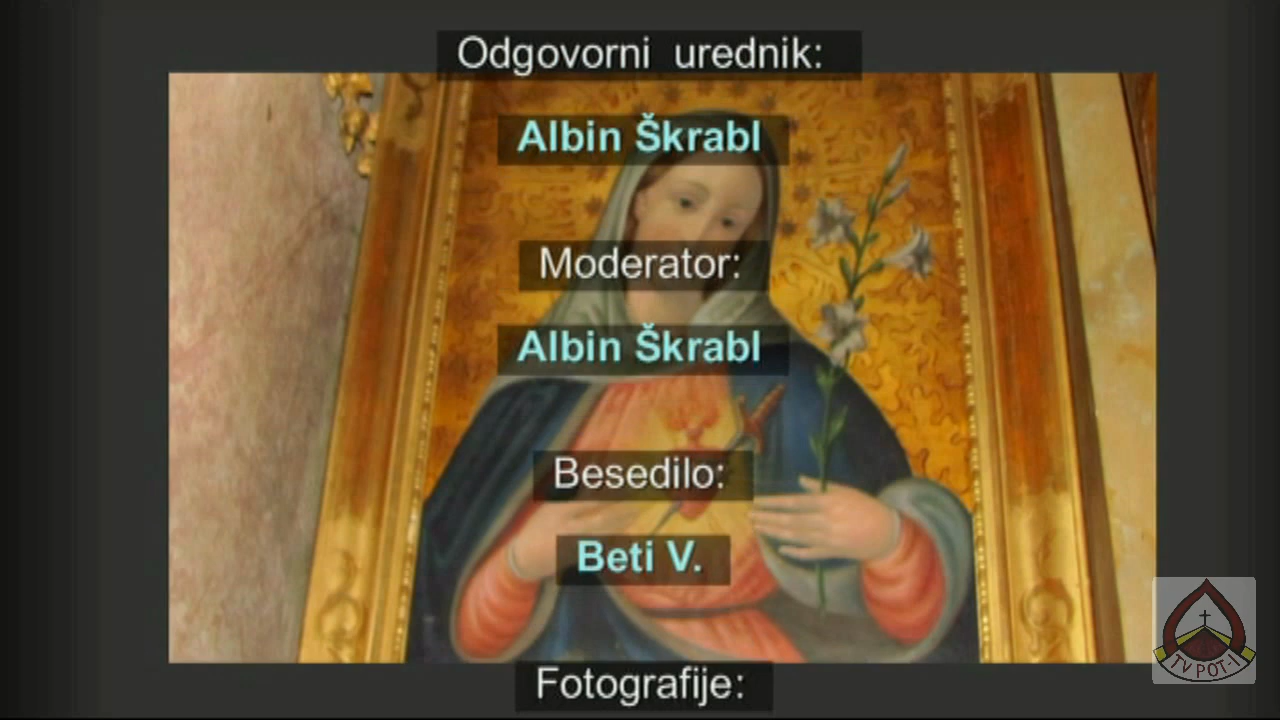 Odgovorni urednik:
Albin Škrabl
Moderator:
Albin Škrabl
Besedilo:
Beti V.
Fotografije:
TV POT-1